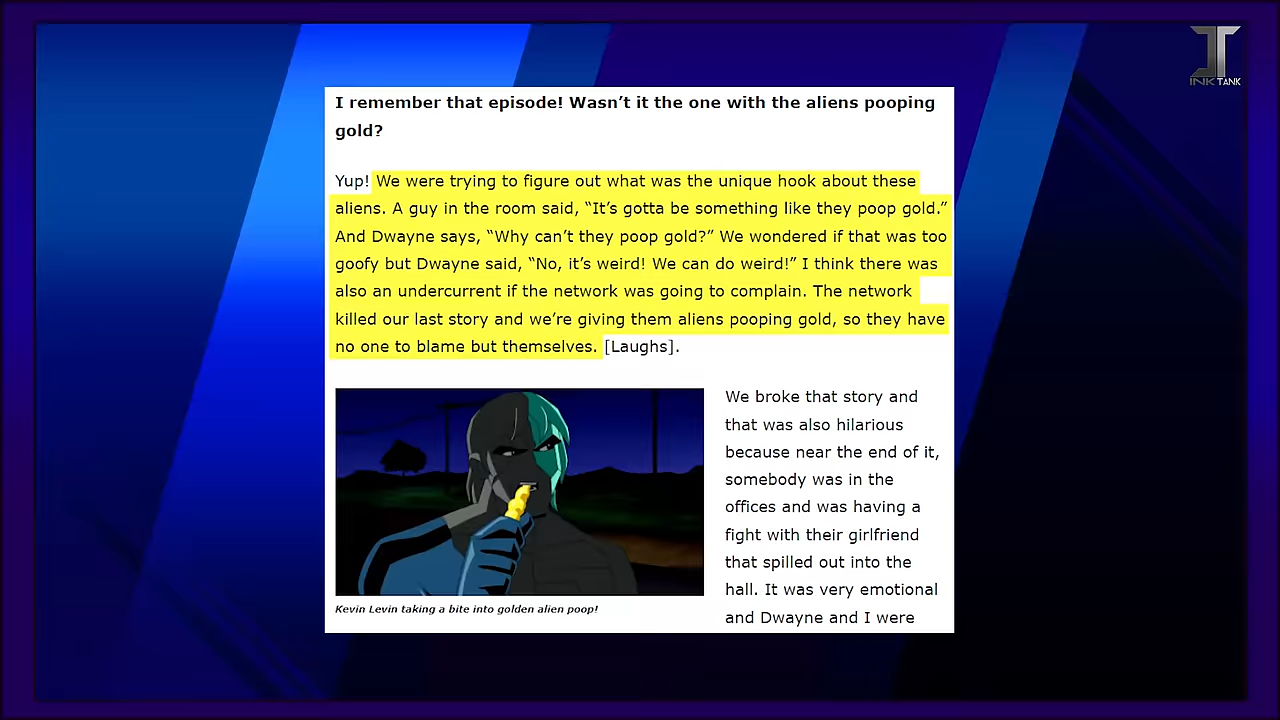 INK TANK
I remember that episode! Wasn’t it the one with the aliens pooping
gold?
Yup! We were trying to figure out what was the unique hook about these
aliens. A guy in the room said, “It’s gotta be something like they poop gold.”
And Dwayne says, “Why can’t they poop gold?” We wondered if that was too
goofy but Dwayne said, “No, it’s weird! We can do weird!” I think there was
also an undercurrent if the network was going to complain. The network
killed our last story and we’re giving them aliens pooping gold, so they have
no one to blame but themselves. [Laughs].
We broke that story and
that was also hilarious
because near the end of it,
somebody was in the
offices and was having a
fight with their girlfriend
that spilled out into the
hall. It was very emotional
and Dwayne and I were
Kevin Levin taking a bite into golden alien poop!